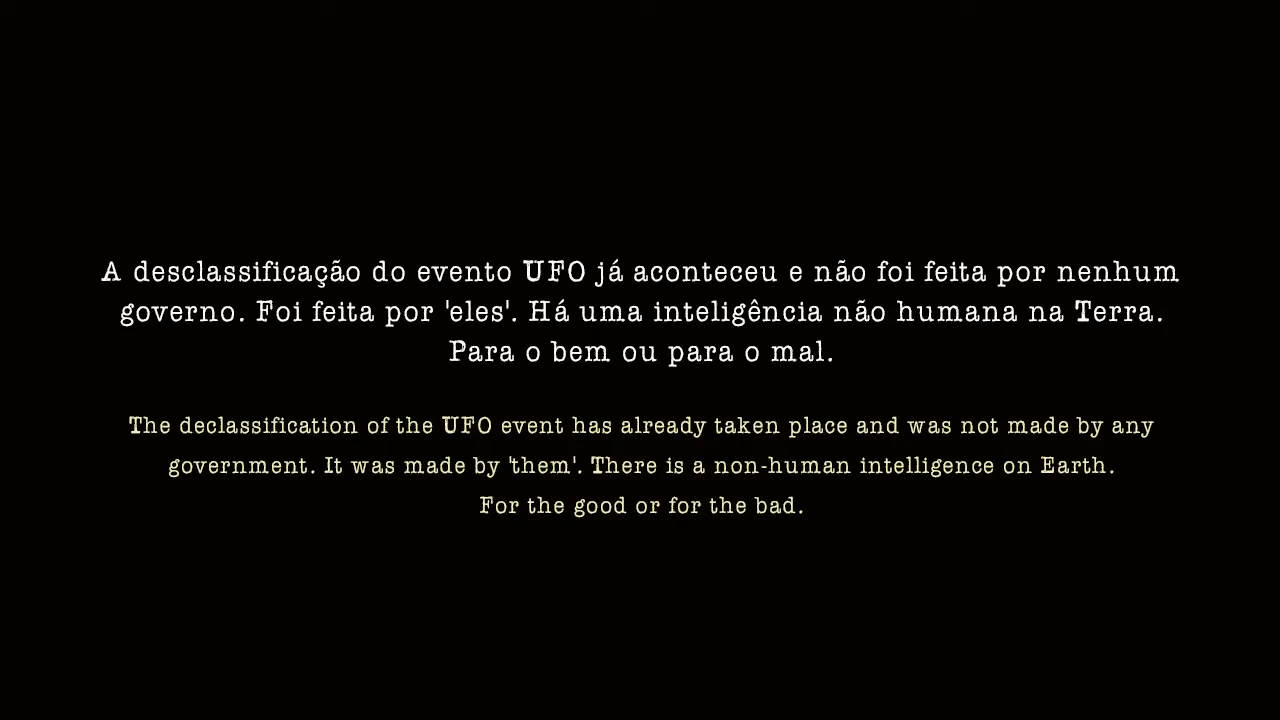 A desclassificação do evento UFO já aconteceu e não foi feita por nenhum
governo. Foi feita por 'eles'. Há uma inteligência não humana na Terra.
Para o bem ou para o mal.
The declassification of the UFO event has already taken place and was not made by any
government. It was made by 'them'. There is a non-human intelligence on Earth.
For the good or for the bad.